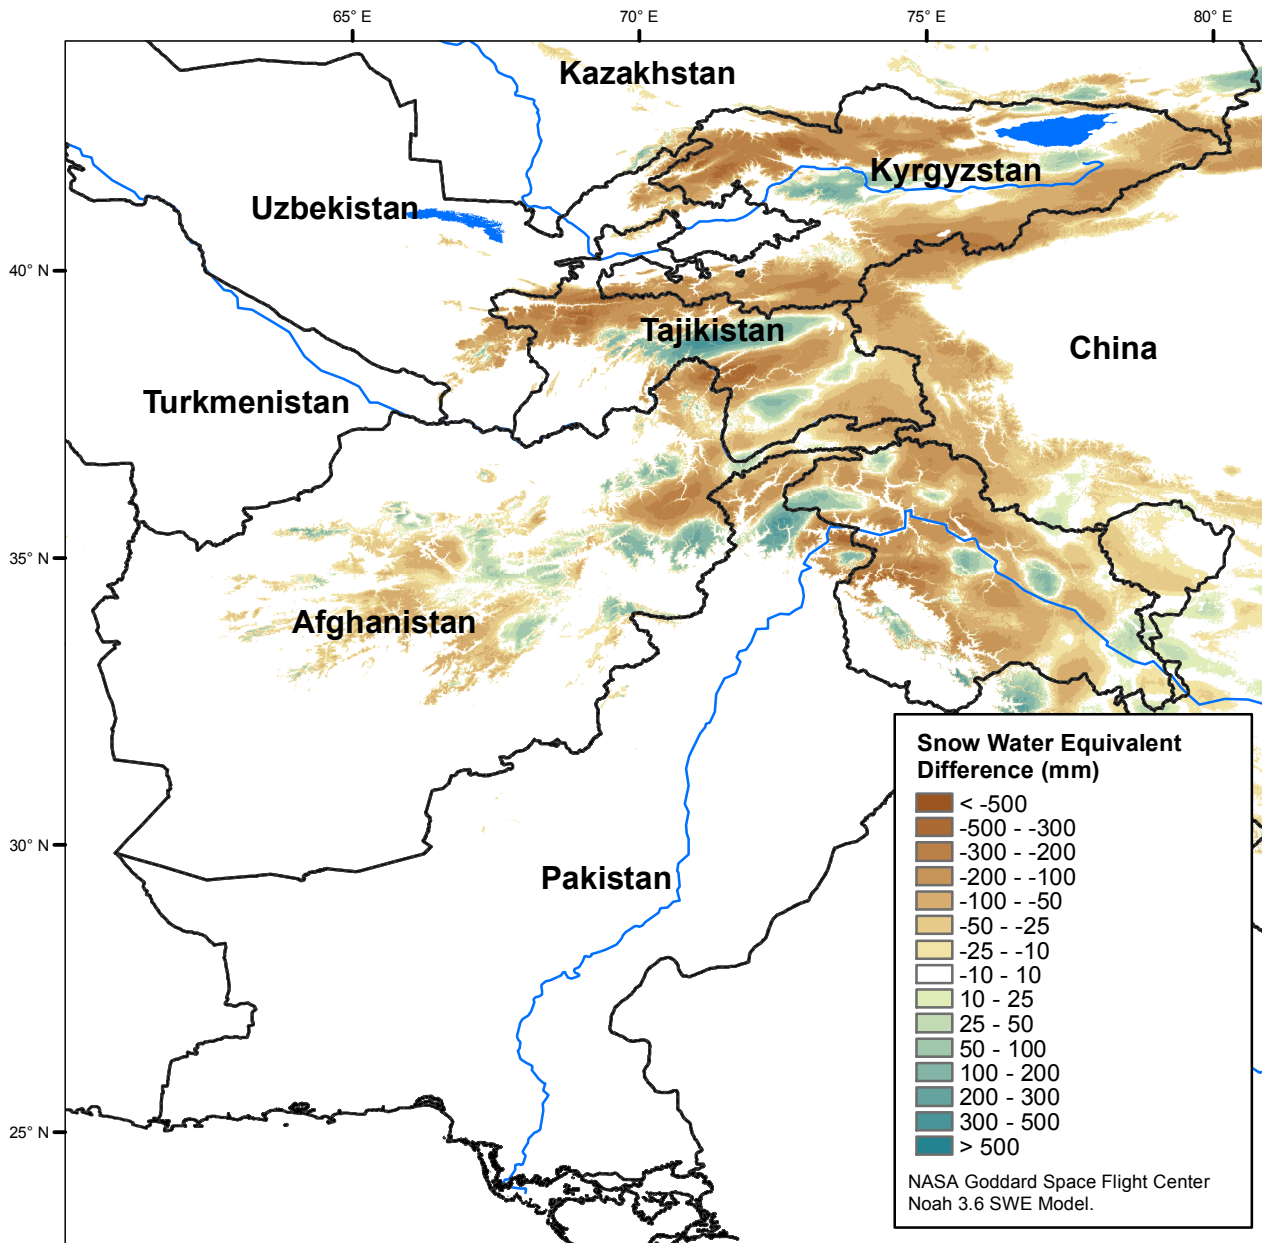 65° E
70° E
75° E
80° E
Kazakhstan
Kyrgyzstan
Uzbekistan
40° N
Tajikistan
China
Turkmenistan
35° N
Afghanistan
30° N
Pakistan
25° N
Snow Water Equivalent
Difference (mm)
< -500
-500 - -300
-300 - -200
-200 - -100
-100 - -50
-50 - -25
-25 - -10
-10 - 10
10 - 25
25 - 50
50 - 100
100 - 200
200 - 300
300 - 500
> 500
NASA Goddard Space Flight Center
Noah 3.6 SWE Model.